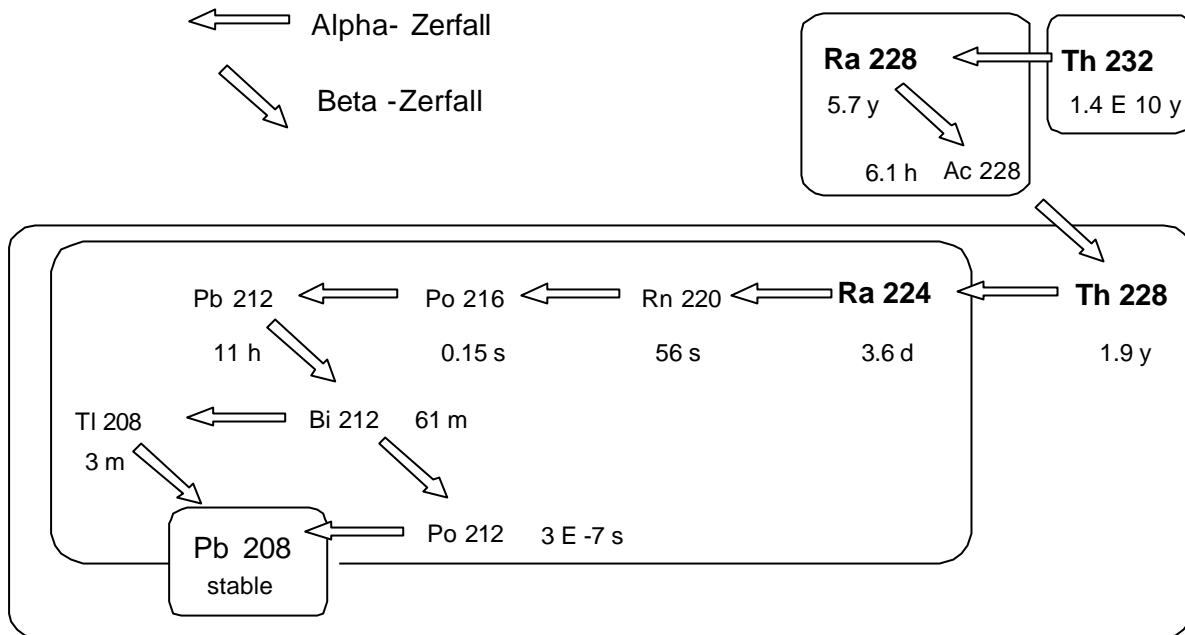 Alpha- Zerfall
Beta -Zerfall
Ra 228
Th 232
5.7 y
1.4 E 10 y
6.1 h
Ac 228
Pb 212
Po 216
Rn 220
Ra 224
Th 228
11 h
0.15 s
56 s
3.6 d
1.9 y
Tl 208
Bi 212
61 m
3 m
Po 212
3 E -7 s
Pb 208
stable